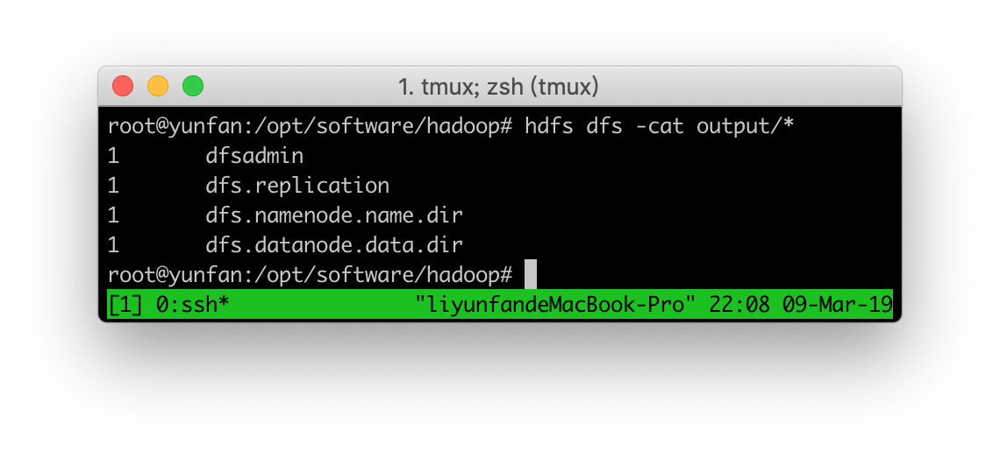 1. tmux; zsh (tmux)
root@yunfan:/opt/software/hadoop# hdfs dfs -cat output/*
1       dfsadmin
1       dfs.replication
1       dfs.namenode.name.dir
1       dfs.datanode.data.dir
root@yunfan:/opt/software/hadoop#
[1] 0:ssh*               "liyunfandeMacBook-Pro" 22:08 09-Mar-19